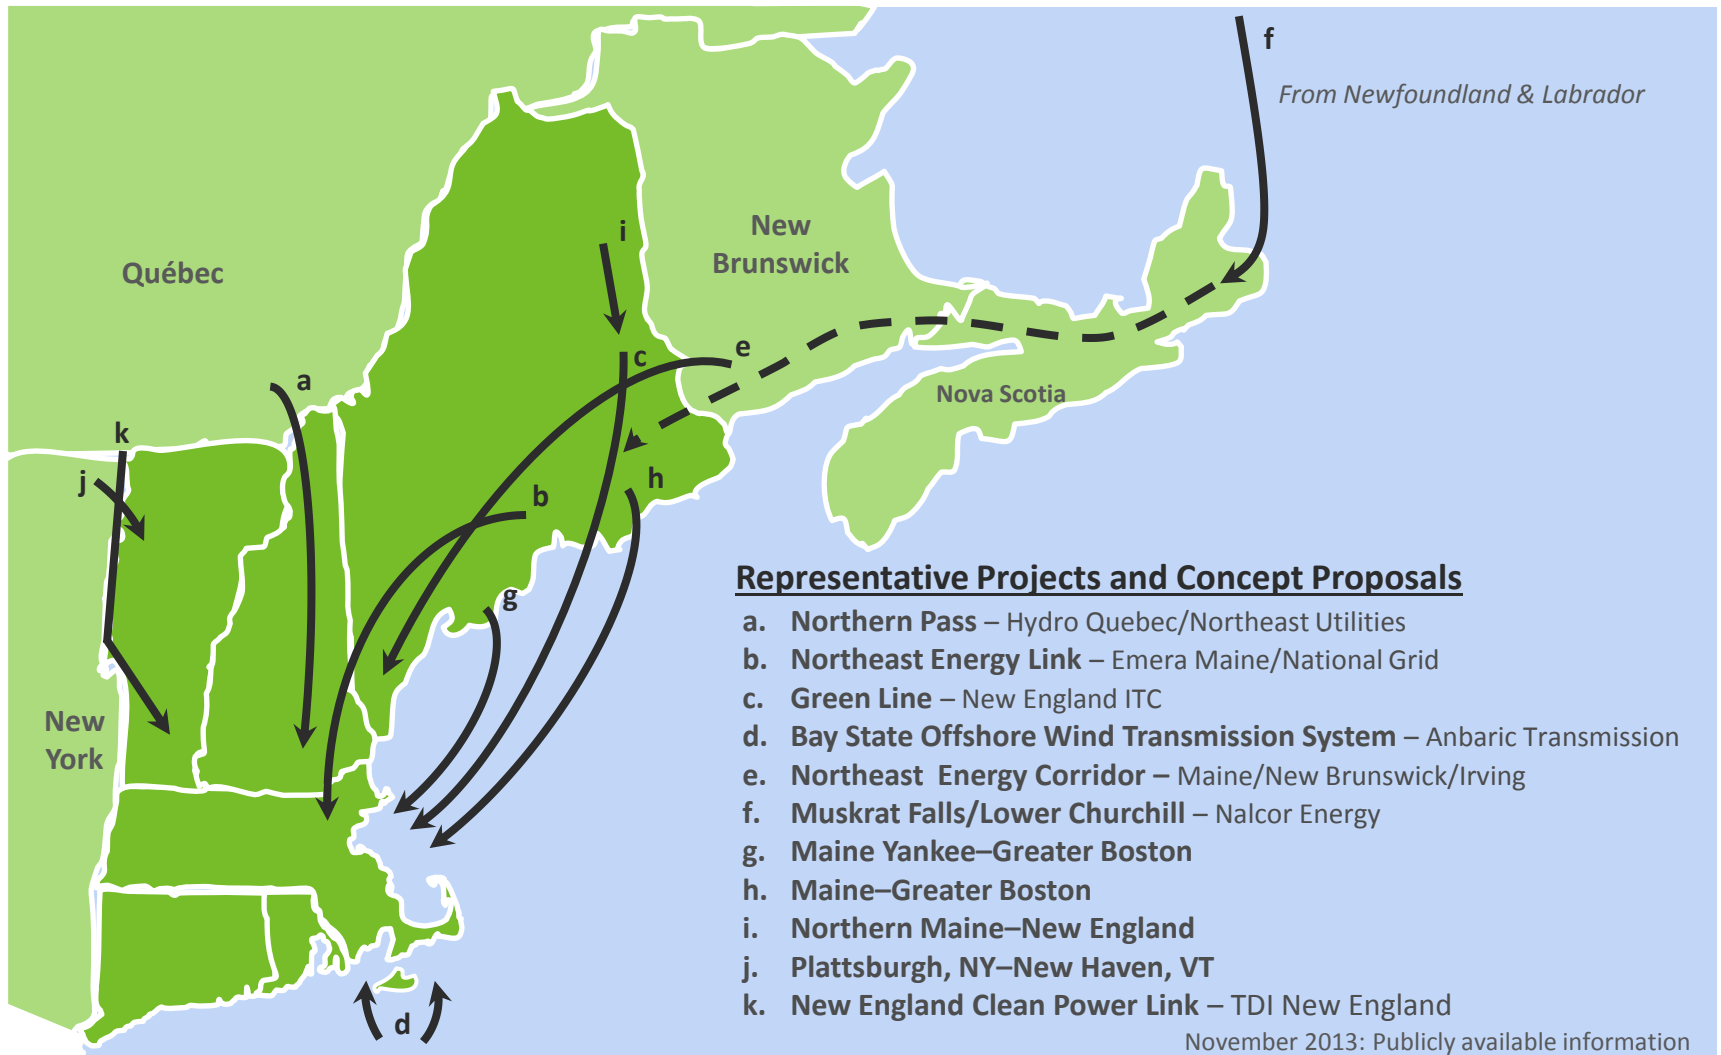 f
From Newfoundland & Labrador
i
New
Brunswick
Québec
e
c
a
Nova Scotia
k
j
h
b
g
New
York
d
Representative Projects and Concept Proposals
a. Northern Pass – Hydro Quebec/Northeast Utilities
b. Northeast Energy Link – Emera Maine/National Grid
c. Green Line – New England ITC
d. Bay State Offshore Wind Transmission System – Anbaric Transmission
e. Northeast Energy Corridor – Maine/New Brunswick/Irving
f. Muskrat Falls/Lower Churchill – Nalcor Energy
g. Maine Yankee–Greater Boston
h. Maine–Greater Boston
i. Northern Maine–New England
j. Plattsburgh, NY–New Haven, VT
k. New England Clean Power Link – TDI New England
November 2013: Publicly available information